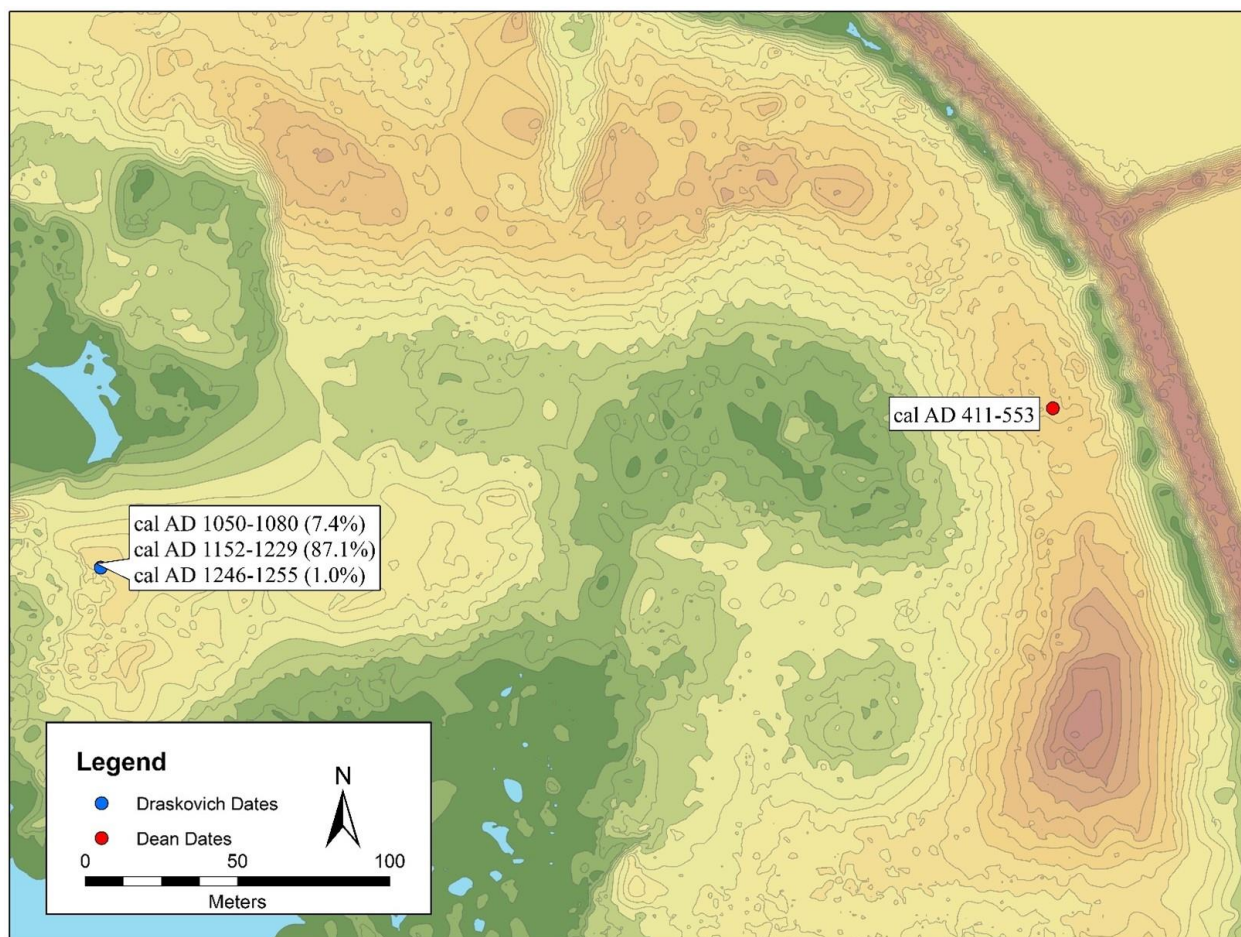 cal AD 411-553
cal AD 1050-1080 (7.4%)
cal AD 1152-1229 (87.1%)
cal AD 1246-1255 (1.0%)
Legend
N
Draskovich Dates
Dean Dates
0 50 100
Meters